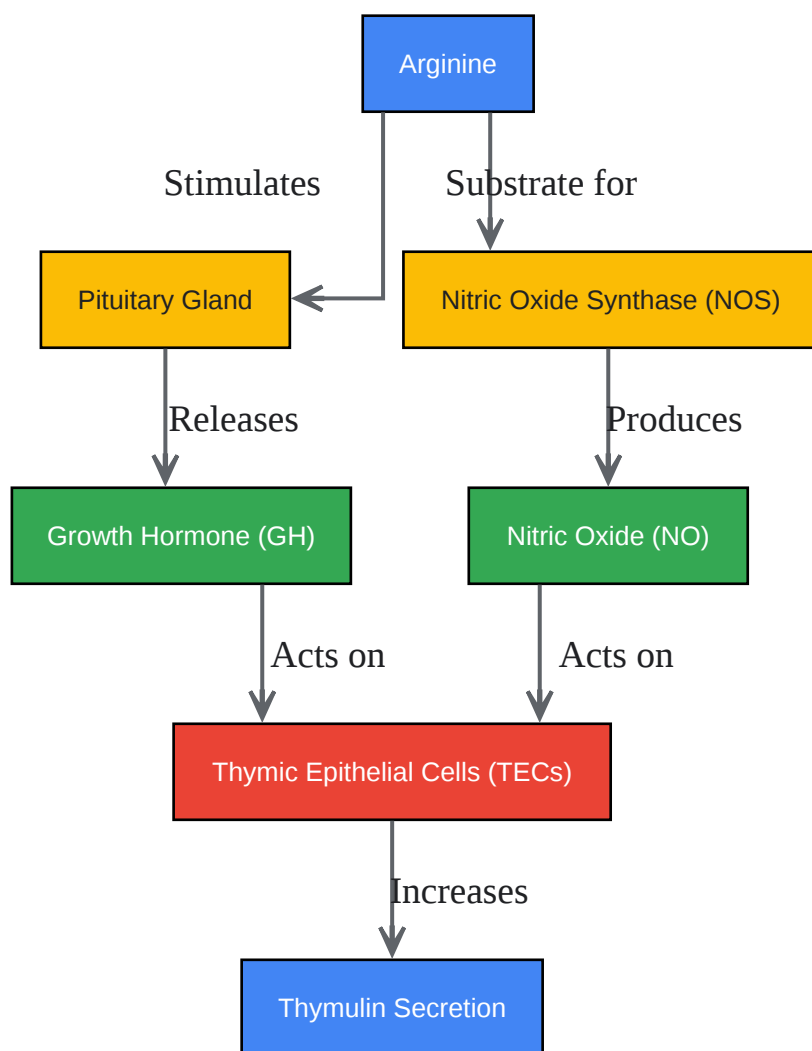 Arginine
Stimulates
Substrate for
Pituitary Gland
Nitric Oxide Synthase (NOS)
Releases
Produces
Growth Hormone (GH)
Nitric Oxide (NO)
Acts on
Acts on
Thymic Epithelial Cells (TECs)
Increases
Thymulin Secretion